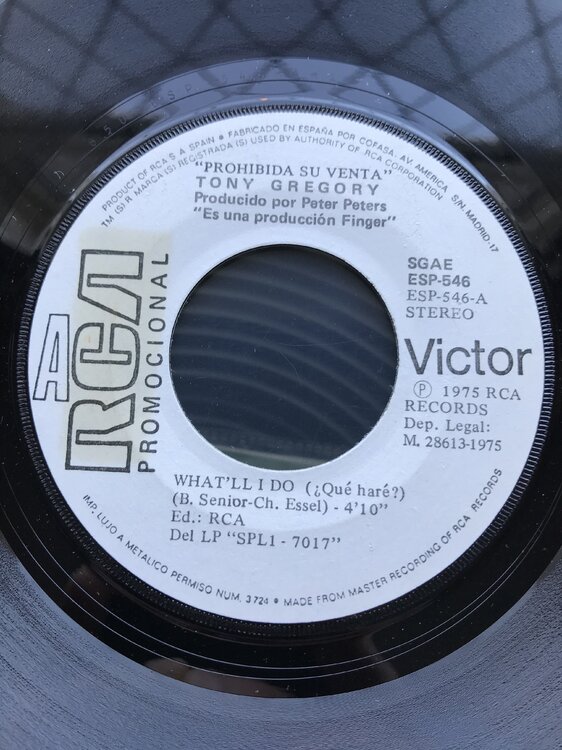 PRODUCT OF RCA S A SPAIN • FABRICADO EN ESPAÑA POR COFASA, AV AMERICA S/N. MADRID-17
TM (S) R MARCA (S) REGISTRADA (S) USED BY AUTHORITY OF RCA CORPORATION
"PROHIBIDA SU VENTA"
TONY GREGORY
Producido por Peter Peters
"Es una producción Finger"
SGAE
ESP-546
ESP-546-A
STEREO
A
RCA
PROMOCIONAL
Victor
Ⓟ 1975 RCA
RECORDS
Dep. Legal:
M. 28613-1975
WHAT'LL I DO (¿Qué haré?)
(B. Senior-Ch. Essel) - 4'10"
Ed.: RCA
Del LP "SPL1 - 7017"
IMP. LUJO A METALICO PERMISO NUM. 3724 • MADE FROM MASTER RECORDING OF RCA RECORDS